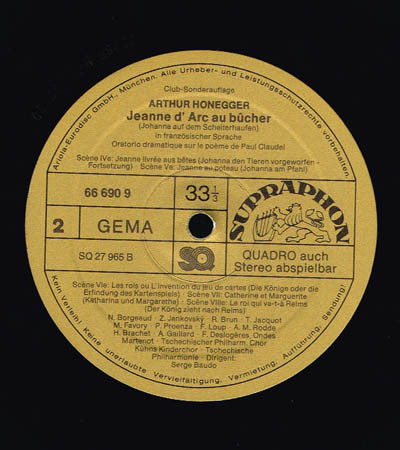 Ariola-Eurodisc GmbH., München. Alle Urheber- und Leistungsschutzrechte vorbehalten.
Club-Sonderauflage
ARTHUR HONEGGER
Jeanne d' Arc au bûcher
(Johanna auf dem Scheiterhaufen)
In französischer Sprache
Oratorio dramatique sur le poème de Paul Claudel
Scène IVe: Jeanne livrée aus bêtes (Johanna den Tieren vorgeworfen -
Fortsetzung) · Scène Ve: Jeanne au poteau (Johanna am Pfahl)
66 690 9
33 1/3
SUPRAPHON
2
GEMA
SQ 27 965 B
SQ
QUADRO auch
Stereo abspielbar
Scène VIe: Les rois ou L'invention du jeu de cartes (Die Könige oder die
Erfindung des Kartenspiels) · Scène VII: Catherine et Marguerite
(Katharina und Margarethe) · Scène VIIIe: Le roi qui va-t-à Reims
(Der König zieht nach Reims)
N. Borgeaud · Z. Jankovský · R. Brun · T. Jacquot
M. Favory · P. Proenza · F. Loup · A. M. Rodde
H. Brachet · A. Gaillard · F. Deslogères, Ondes
Martenot · Tschechischer Philharm. Chor
Kühns Kinderchor · Tschechische
Philharmonie · Dirigent:
Serge Baudo
Kein Verleih! Keine unerlaubte Vervielfältigung, Vermietung, Aufführung, Sendung!